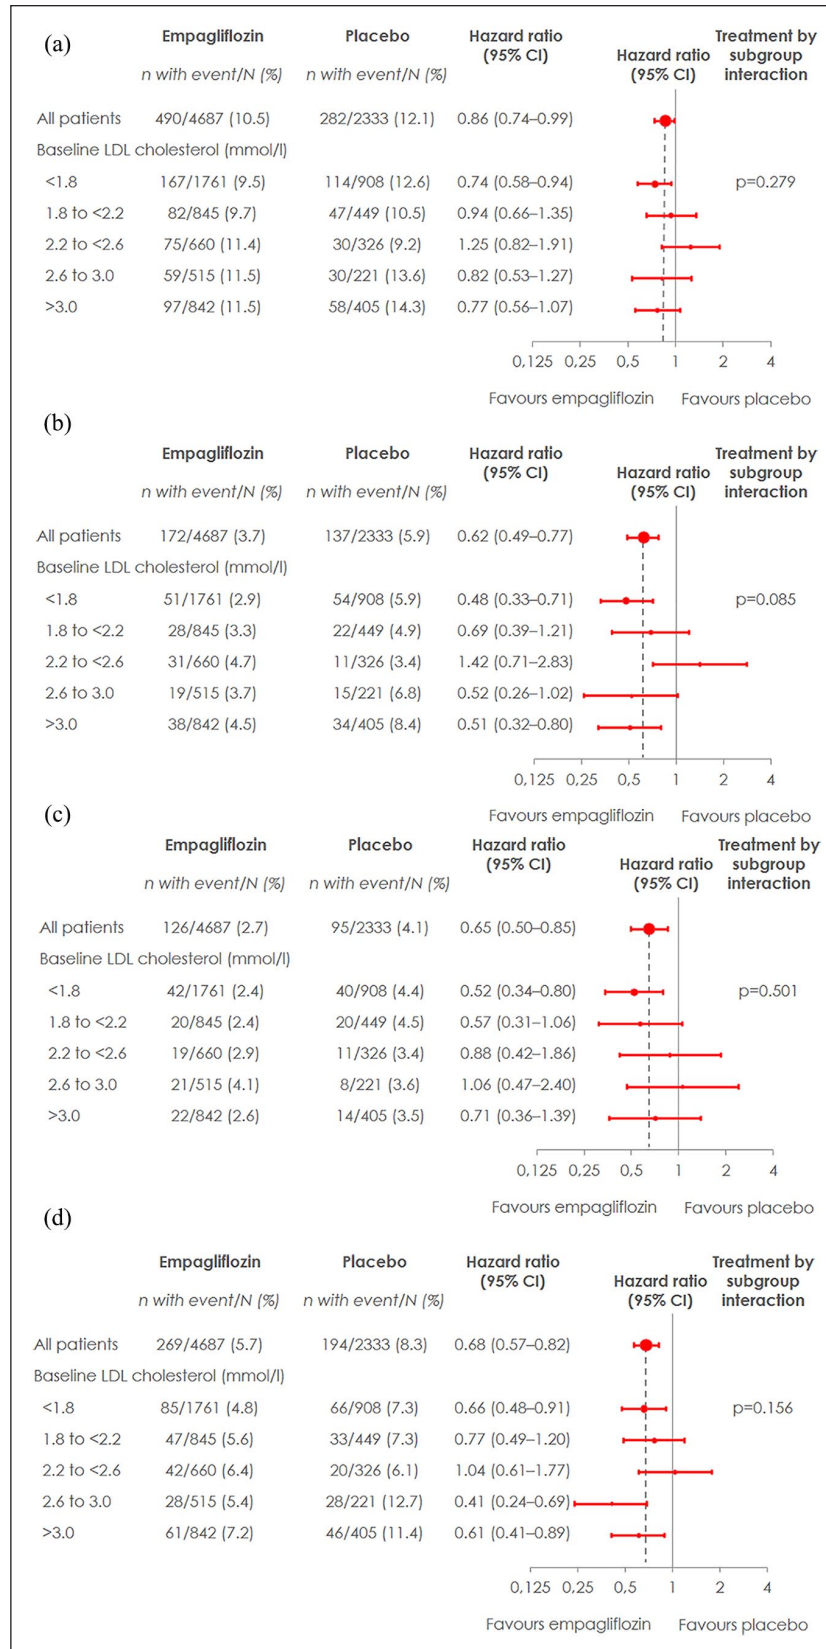 (a)
Empagliflozin Placebo Hazard ratio (95% CI) Hazard ratio (95% CI) Treatment by subgroup interaction
n with event/N (%) n with event/N (%)
All patients 490/4687 (10.5) 282/2333 (12.1) 0.86 (0.74–0.99)
Baseline LDL cholesterol (mmol/l)
<1.8 167/1761 (9.5) 114/908 (12.6) 0.74 (0.58–0.94) p=0.279
1.8 to <2.2 82/845 (9.7) 47/449 (10.5) 0.94 (0.66–1.35)
2.2 to <2.6 75/660 (11.4) 30/326 (9.2) 1.25 (0.82–1.91)
2.6 to 3.0 59/515 (11.5) 30/221 (13.6) 0.82 (0.53–1.27)
>3.0 97/842 (11.5) 58/405 (14.3) 0.77 (0.56–1.07)
0,125 0,25 0,5 1 2 4
Favours empagliflozin Favours placebo
(b)
Empagliflozin Placebo Hazard ratio (95% CI) Hazard ratio (95% CI) Treatment by subgroup interaction
n with event/N (%) n with event/N (%)
All patients 172/4687 (3.7) 137/2333 (5.9) 0.62 (0.49–0.77)
Baseline LDL cholesterol (mmol/l)
<1.8 51/1761 (2.9) 54/908 (5.9) 0.48 (0.33–0.71) p=0.085
1.8 to <2.2 28/845 (3.3) 22/449 (4.9) 0.69 (0.39–1.21)
2.2 to <2.6 31/660 (4.7) 11/326 (3.4) 1.42 (0.71–2.83)
2.6 to 3.0 19/515 (3.7) 15/221 (6.8) 0.52 (0.26–1.02)
>3.0 38/842 (4.5) 34/405 (8.4) 0.51 (0.32–0.80)
0,125 0,25 0,5 1 2 4
Favours empagliflozin Favours placebo
(c)
Empagliflozin Placebo Hazard ratio (95% CI) Hazard ratio (95% CI) Treatment by subgroup interaction
n with event/N (%) n with event/N (%)
All patients 126/4687 (2.7) 95/2333 (4.1) 0.65 (0.50–0.85)
Baseline LDL cholesterol (mmol/l)
<1.8 42/1761 (2.4) 40/908 (4.4) 0.52 (0.34–0.80) p=0.501
1.8 to <2.2 20/845 (2.4) 20/449 (4.5) 0.57 (0.31–1.06)
2.2 to <2.6 19/660 (2.9) 11/326 (3.4) 0.88 (0.42–1.86)
2.6 to 3.0 21/515 (4.1) 8/221 (3.6) 1.06 (0.47–2.40)
>3.0 22/842 (2.6) 14/405 (3.5) 0.71 (0.36–1.39)
0,125 0,25 0,5 1 2 4
Favours empagliflozin Favours placebo
(d)
Empagliflozin Placebo Hazard ratio (95% CI) Hazard ratio (95% CI) Treatment by subgroup interaction
n with event/N (%) n with event/N (%)
All patients 269/4687 (5.7) 194/2333 (8.3) 0.68 (0.57–0.82)
Baseline LDL cholesterol (mmol/l)
<1.8 85/1761 (4.8) 66/908 (7.3) 0.66 (0.48–0.91) p=0.156
1.8 to <2.2 47/845 (5.6) 33/449 (7.3) 0.77 (0.49–1.20)
2.2 to <2.6 42/660 (6.4) 20/326 (6.1) 1.04 (0.61–1.77)
2.6 to 3.0 28/515 (5.4) 28/221 (12.7) 0.41 (0.24–0.69)
>3.0 61/842 (7.2) 46/405 (11.4) 0.61 (0.41–0.89)
0,125 0,25 0,5 1 2 4
Favours empagliflozin Favours placebo